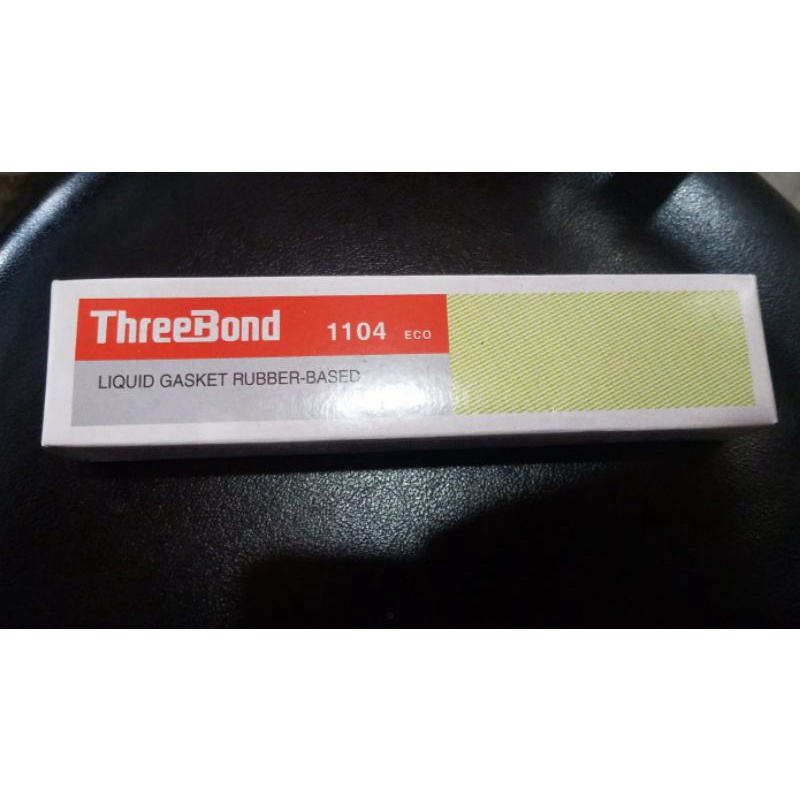 ThreeBond 1104 ECO
LIQUID GASKET RUBBER-BASED